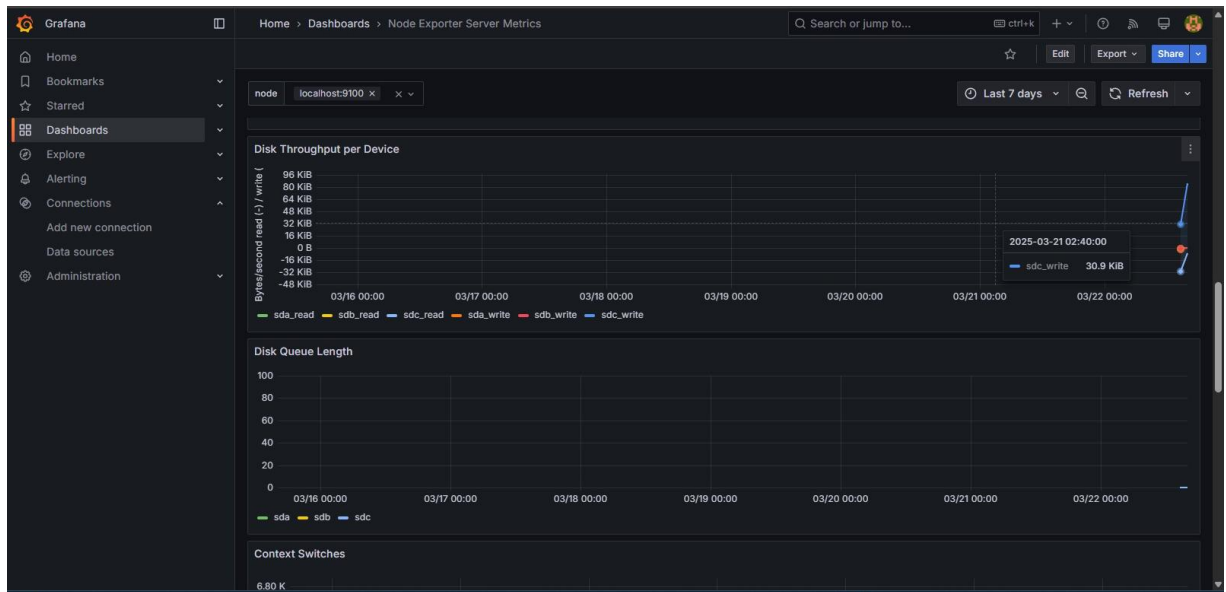 Grafana
Home > Dashboards > Node Exporter Server Metrics
Search or jump to...
ctrl+k
Edit
Export
Share
Home
Bookmarks
Starred
Dashboards
Explore
Alerting
Connections
Add new connection
Data sources
Administration
node
localhost:9100
Last 7 days
Refresh
Disk Throughput per Device
Bytes/second read (-) / write (
96 KiB
80 KiB
64 KiB
48 KiB
32 KiB
16 KiB
0 B
-16 KiB
-32 KiB
-48 KiB
2025-03-21 02:40:00
sdc_write 30.9 KiB
03/16 00:00 03/17 00:00 03/18 00:00 03/19 00:00 03/20 00:00 03/21 00:00 03/22 00:00
sda_read sdb_read sdc_read sda_write sdb_write sdc_write
Disk Queue Length
100
80
60
40
20
0
03/16 00:00 03/17 00:00 03/18 00:00 03/19 00:00 03/20 00:00 03/21 00:00 03/22 00:00
sda sdb sdc
Context Switches
6.80 K